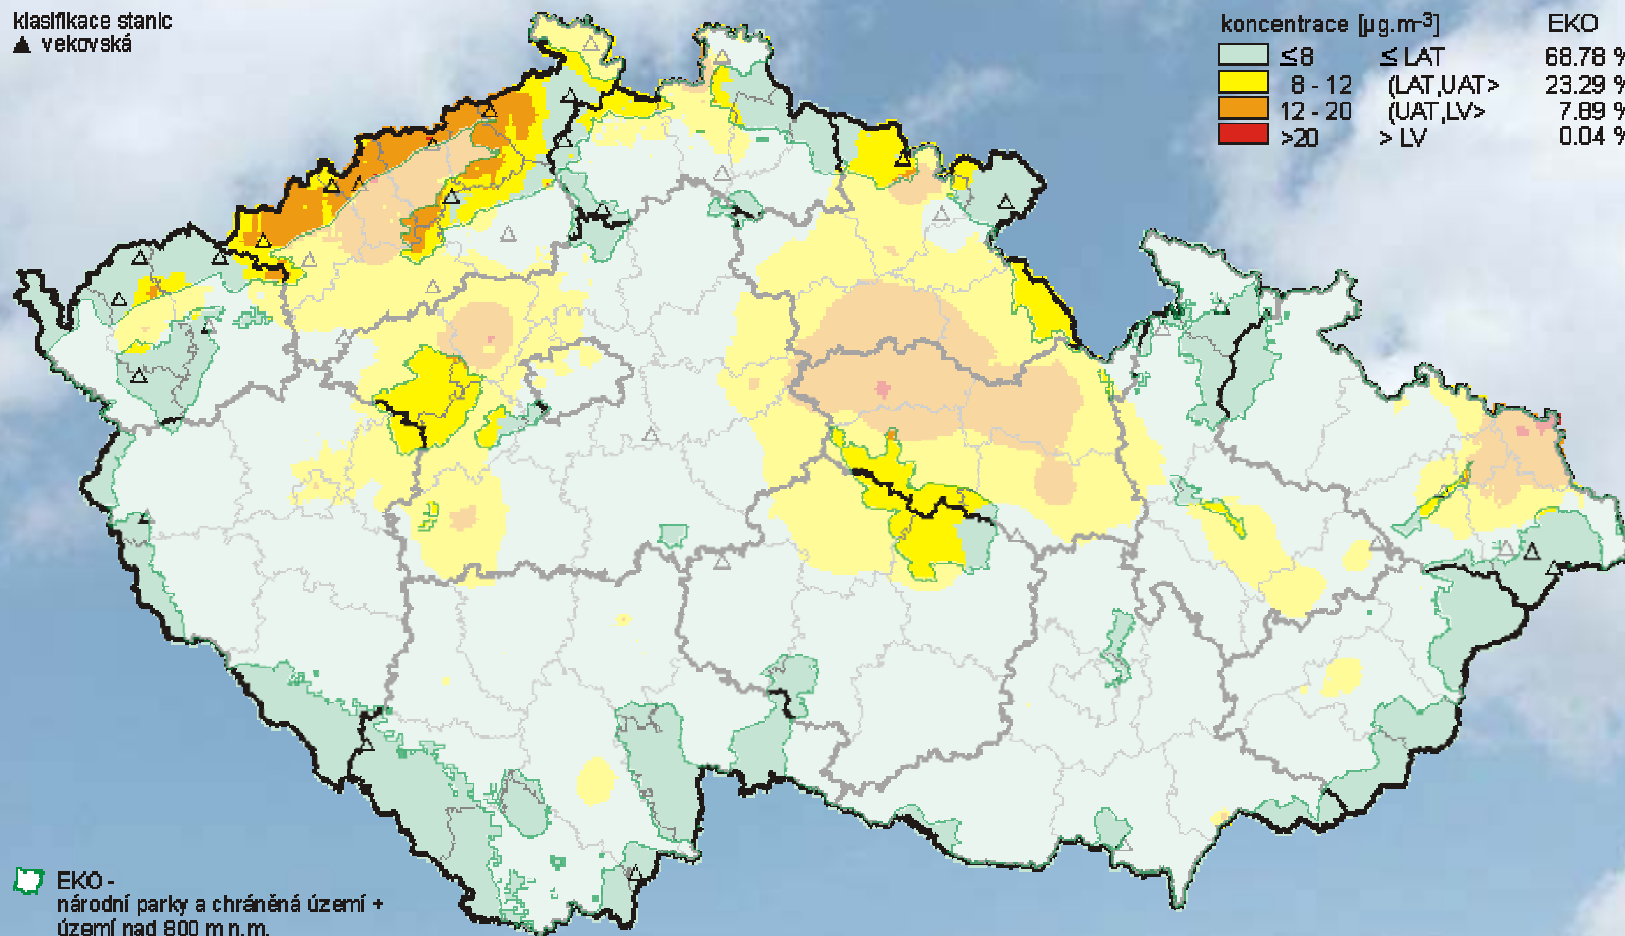 klasifikace stanic
▲ vekovská
koncentrace [µg.m⁻³] EKO
≤8 ≤ LAT 68.78 %
8 - 12 (LAT,UAT> 23.29 %
12 - 20 (UAT,LV> 7.89 %
>20 > LV 0.04 %
EKO -
národní parky a chráněná území +
území nad 800 m n.m.